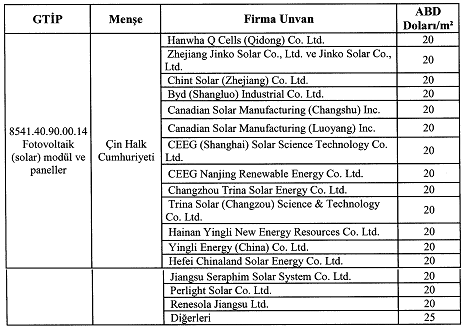 GTİP Menşe Firma Unvan ABD
Doları/m²
Hanwha Q Cells (Qidong) Co. Ltd. 20
Zhejiang Jinko Solar Co., Ltd. ve Jinko Solar Co.,
Ltd. 20
Chint Solar (Zhejiang) Co. Ltd. 20
Byd (Shangluo) Industrial Co. Ltd. 20
Canadian Solar Manufacturing (Changshu) Inc. 20
8541.40.90.00.14
Fotovoltaik
(solar) modül ve
paneller
Çin Halk
Cumhuriyeti
Canadian Solar Manufacturing (Luoyang) Inc. 20
CEEG (Shanghai) Solar Science Technology Co.
Ltd. 20
CEEG Nanjing Renewable Energy Co. Ltd. 20
Changzhou Trina Solar Energy Co. Ltd. 20
Trina Solar (Changzou) Science & Technology
Co. Ltd. 20
Hainan Yingli New Energy Resources Co. Ltd. 20
Yingli Energy (China) Co. Ltd. 20
Hefei Chinaland Solar Energy Co. Ltd. 20
Jiangsu Seraphim Solar System Co. Ltd. 20
Perlight Solar Co. Ltd. 20
Renesola Jiangsu Ltd. 20
Diğerleri 25